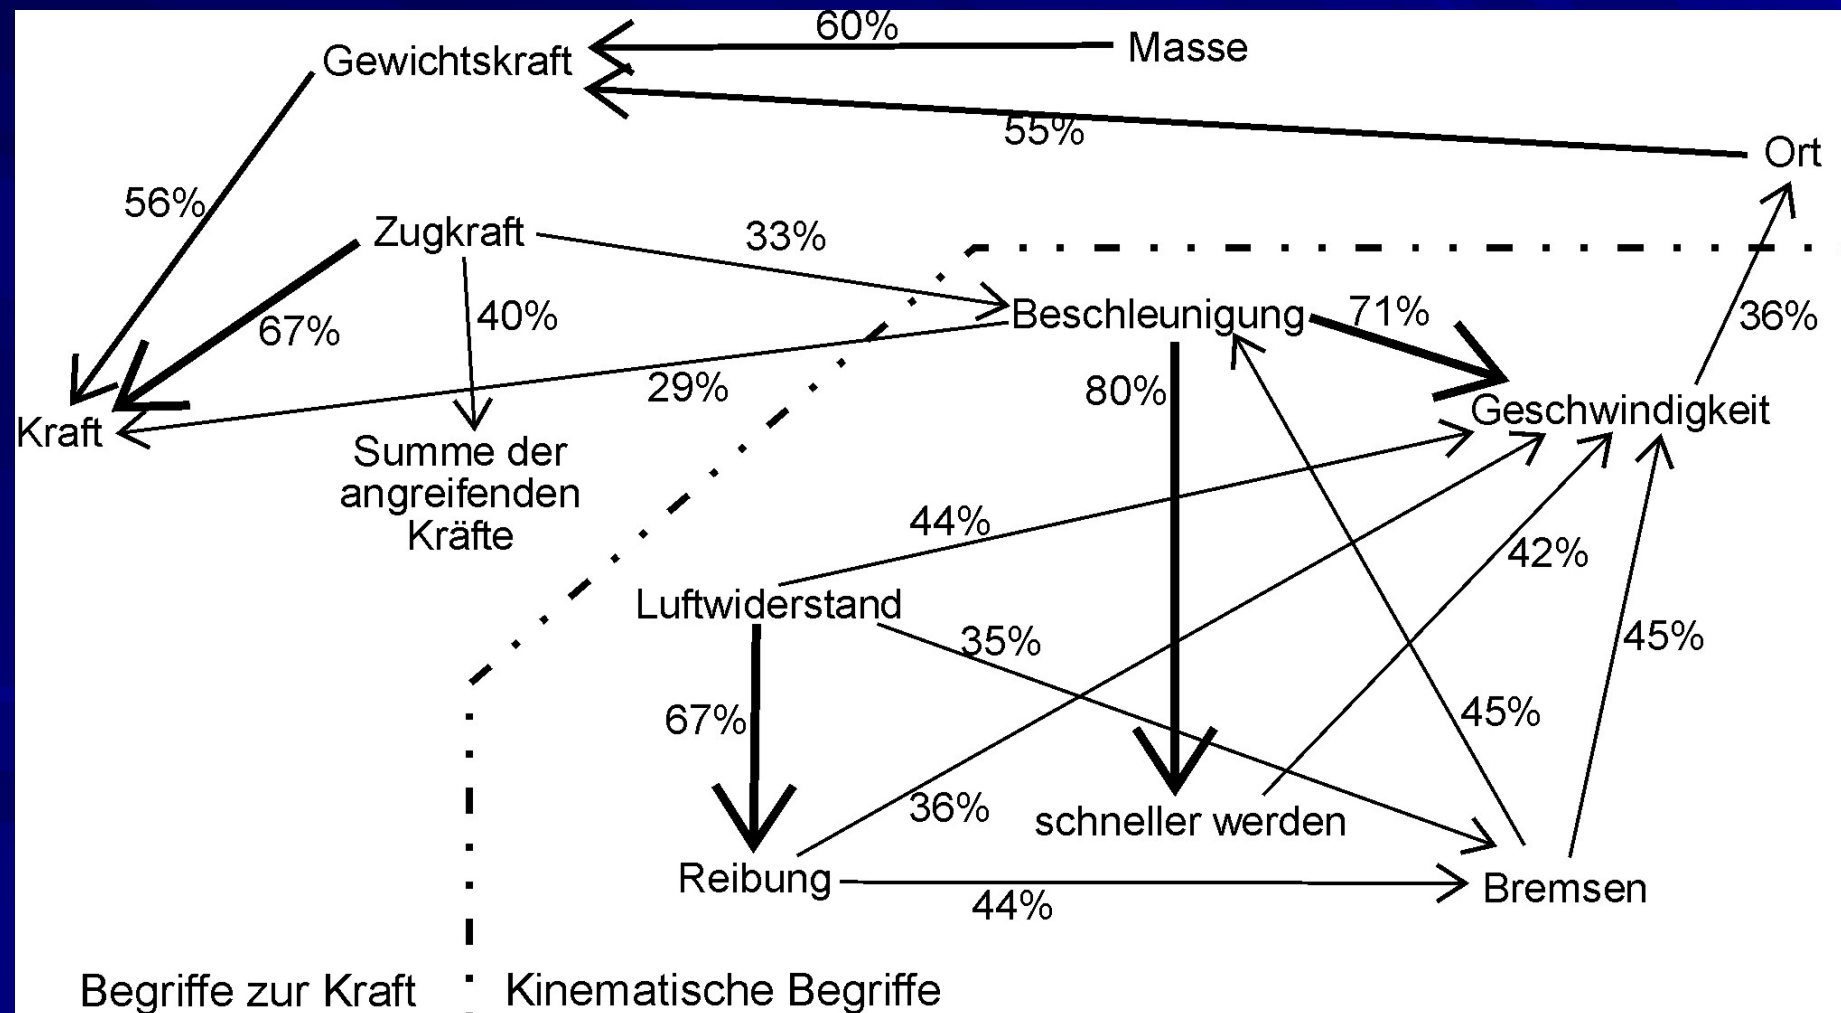 60%
Gewichtskraft
Masse
55%
Ort
56%
Zugkraft
33%
67%
40%
Beschleunigung
71%
36%
29%
80%
Geschwindigkeit
Kraft
Summe der
angreifenden
Kräfte
44%
42%
Luftwiderstand
35%
45%
67%
45%
36%
schneller werden
Reibung
44%
Bremsen
Begriffe zur Kraft
Kinematische Begriffe